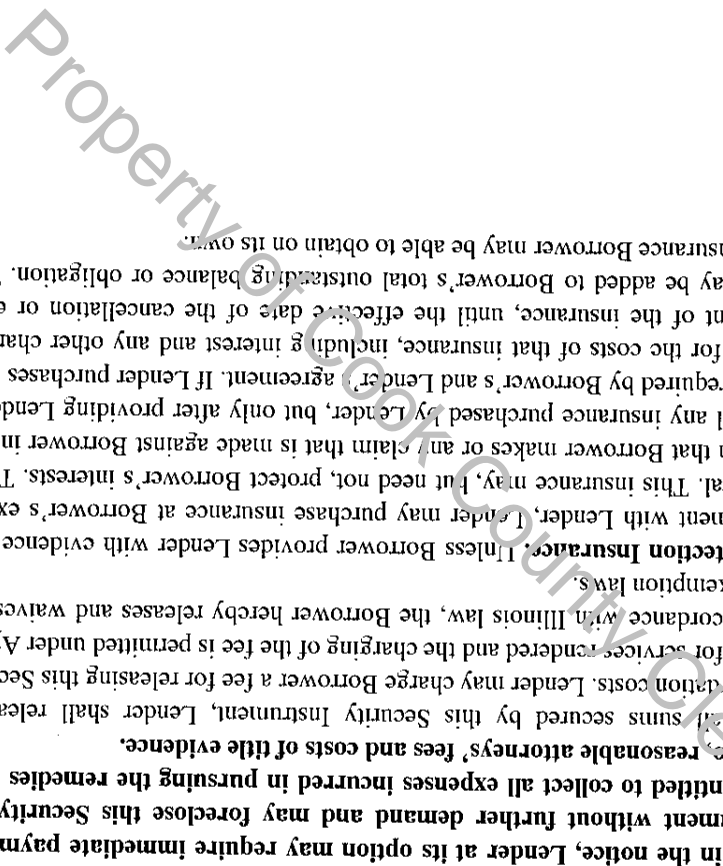 in the notice, Lender at its option may require immediate paym
ument without further demand and may foreclose this Security
ntitled to collect all expenses incurred in pursuing the remedies
reasonable attorneys' fees and costs of title evidence.
sums secured by this Security Instrument, Lender shall relea
dation costs. Lender may charge Borrower a fee for releasing this Sec
for services rendered and the charging of the fee is permitted under A
cordance with Illinois law, the Borrower hereby releases and waives
xemption laws.
tection Insurance. Unless Borrower provides Lender with evidence
ment with Lender, Lender may purchase insurance at Borrower's ex
al. This insurance may, but need not, protect Borrower's interests. T
that Borrower makes or any claim that is made against Borrower in
l any insurance purchased by Lender, but only after providing Lende
required by Borrower's and Lender's agreement. If Lender purchases
for the costs of that insurance, including interest and any other char
nt of the insurance, until the effective date of the cancellation or e
ay be added to Borrower's total outstanding balance or obligation.
nsurance Borrower may be able to obtain on its own.
Property of Cook County Cle